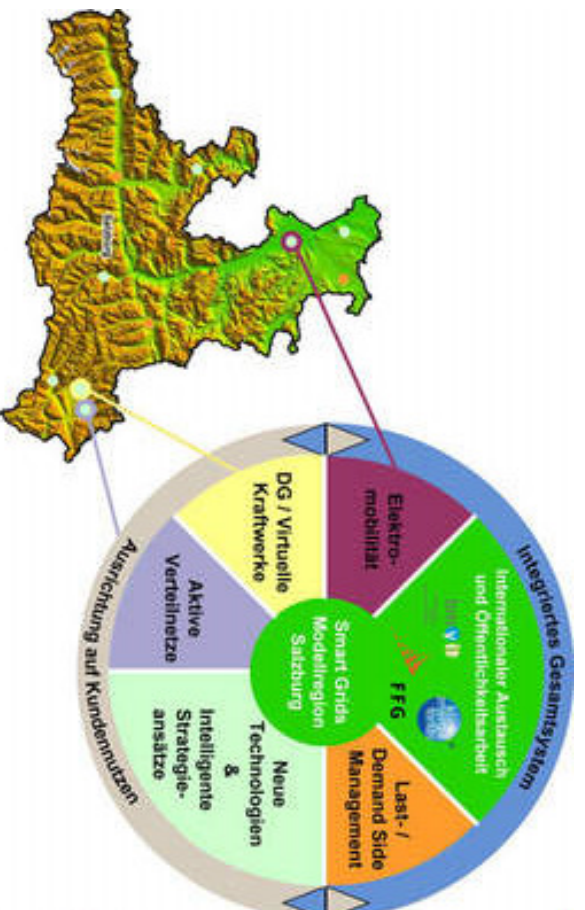 Integriertes Gesamtsystem
Internationaler Austausch
und Öffentlichkeitsarbeit
bmvit
FFG
Elektro-
mobilität
Last- /
Demand Side
Management
Smart Grids
Modellregion
Salzburg
DG / Virtuelle
Kraftwerke
Aktive
Verteilnetze
Neue
Technologien
&
Intelligente
Strategie-
ansätze
Ausrichtung auf Kundennutzen